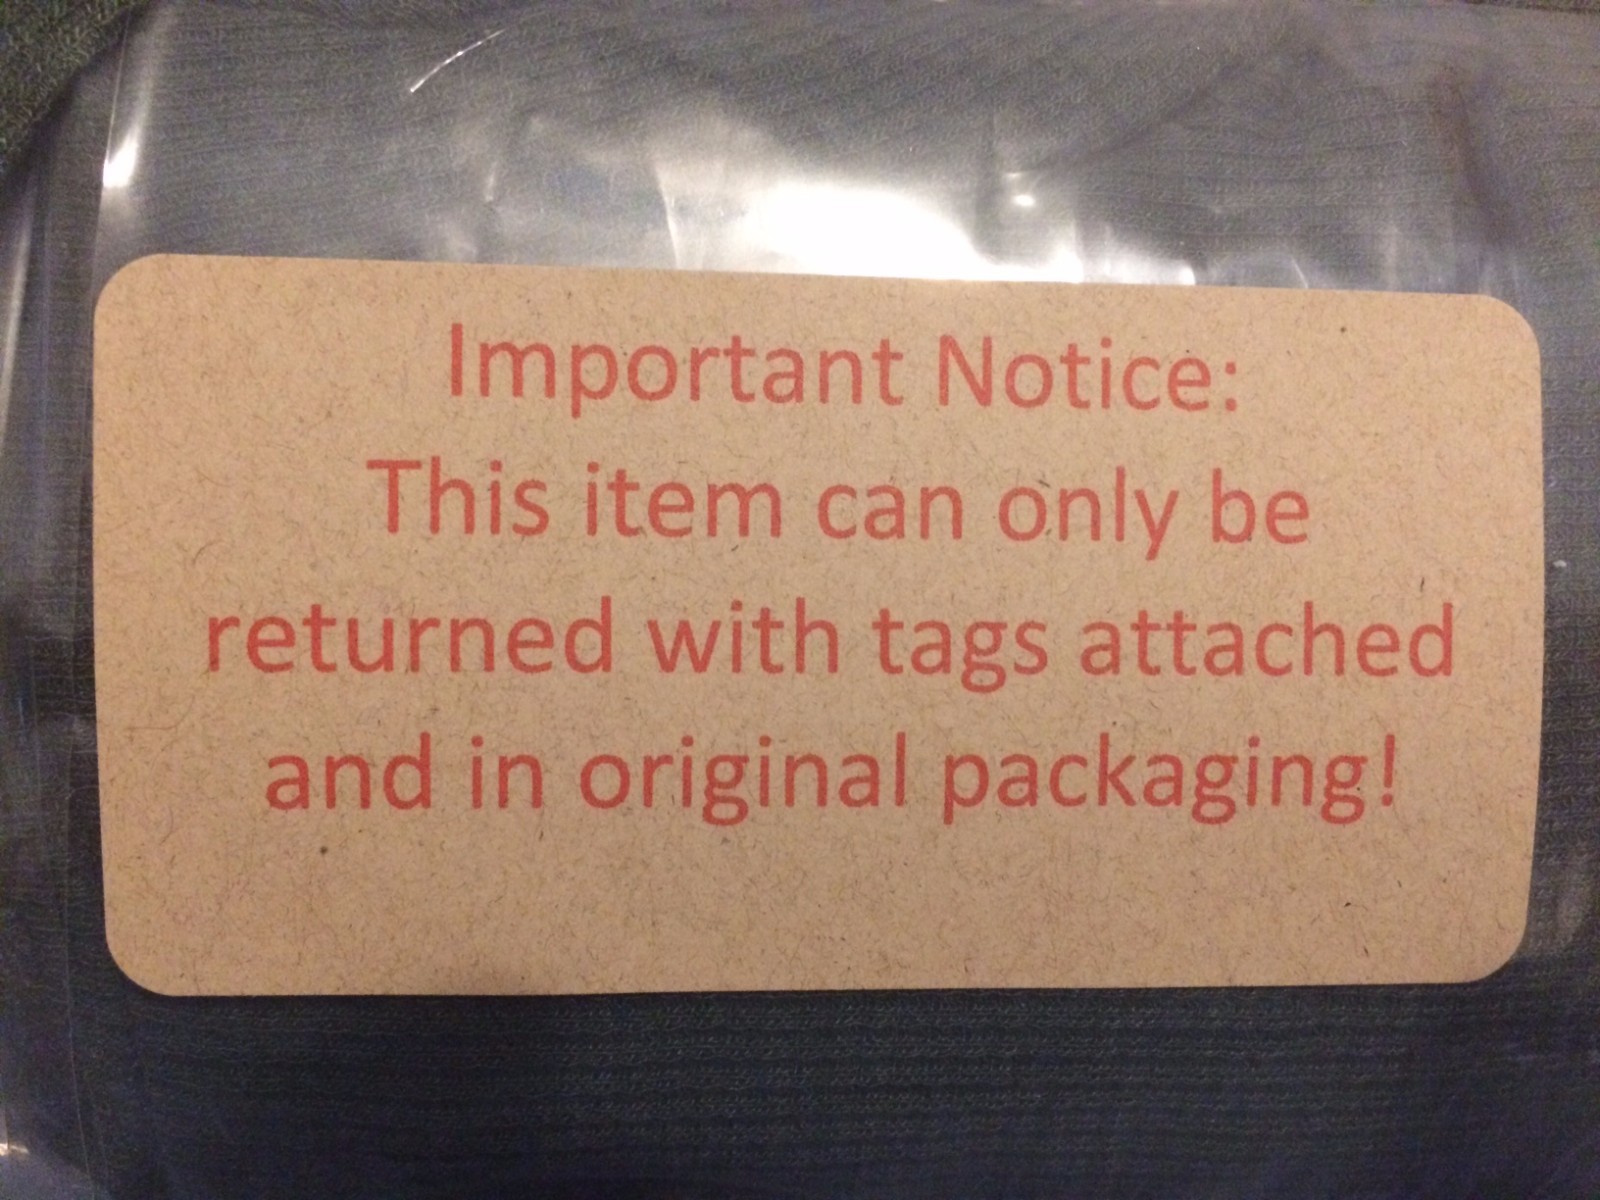 Important Notice:
This item can only be
returned with tags attached
and in original packaging!